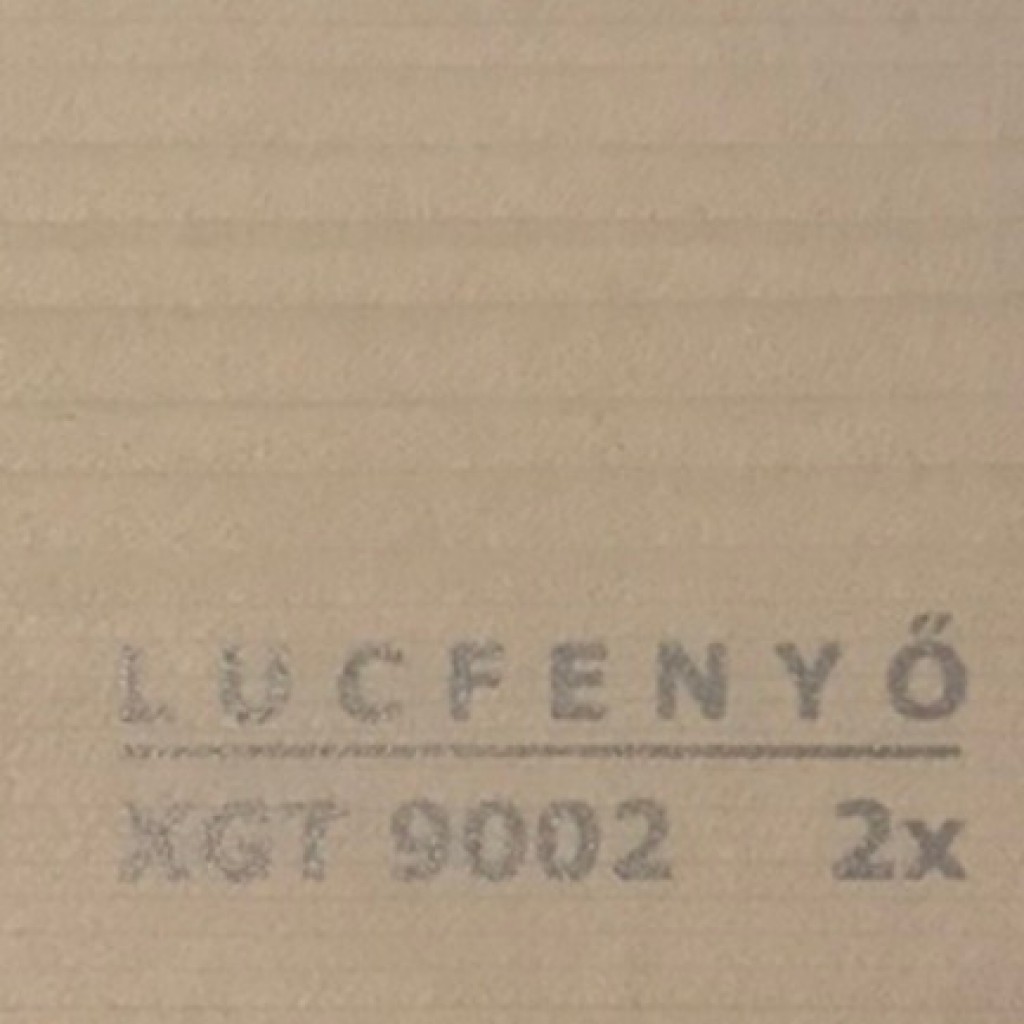 LUCFENYŐ
XGT 9002 2x